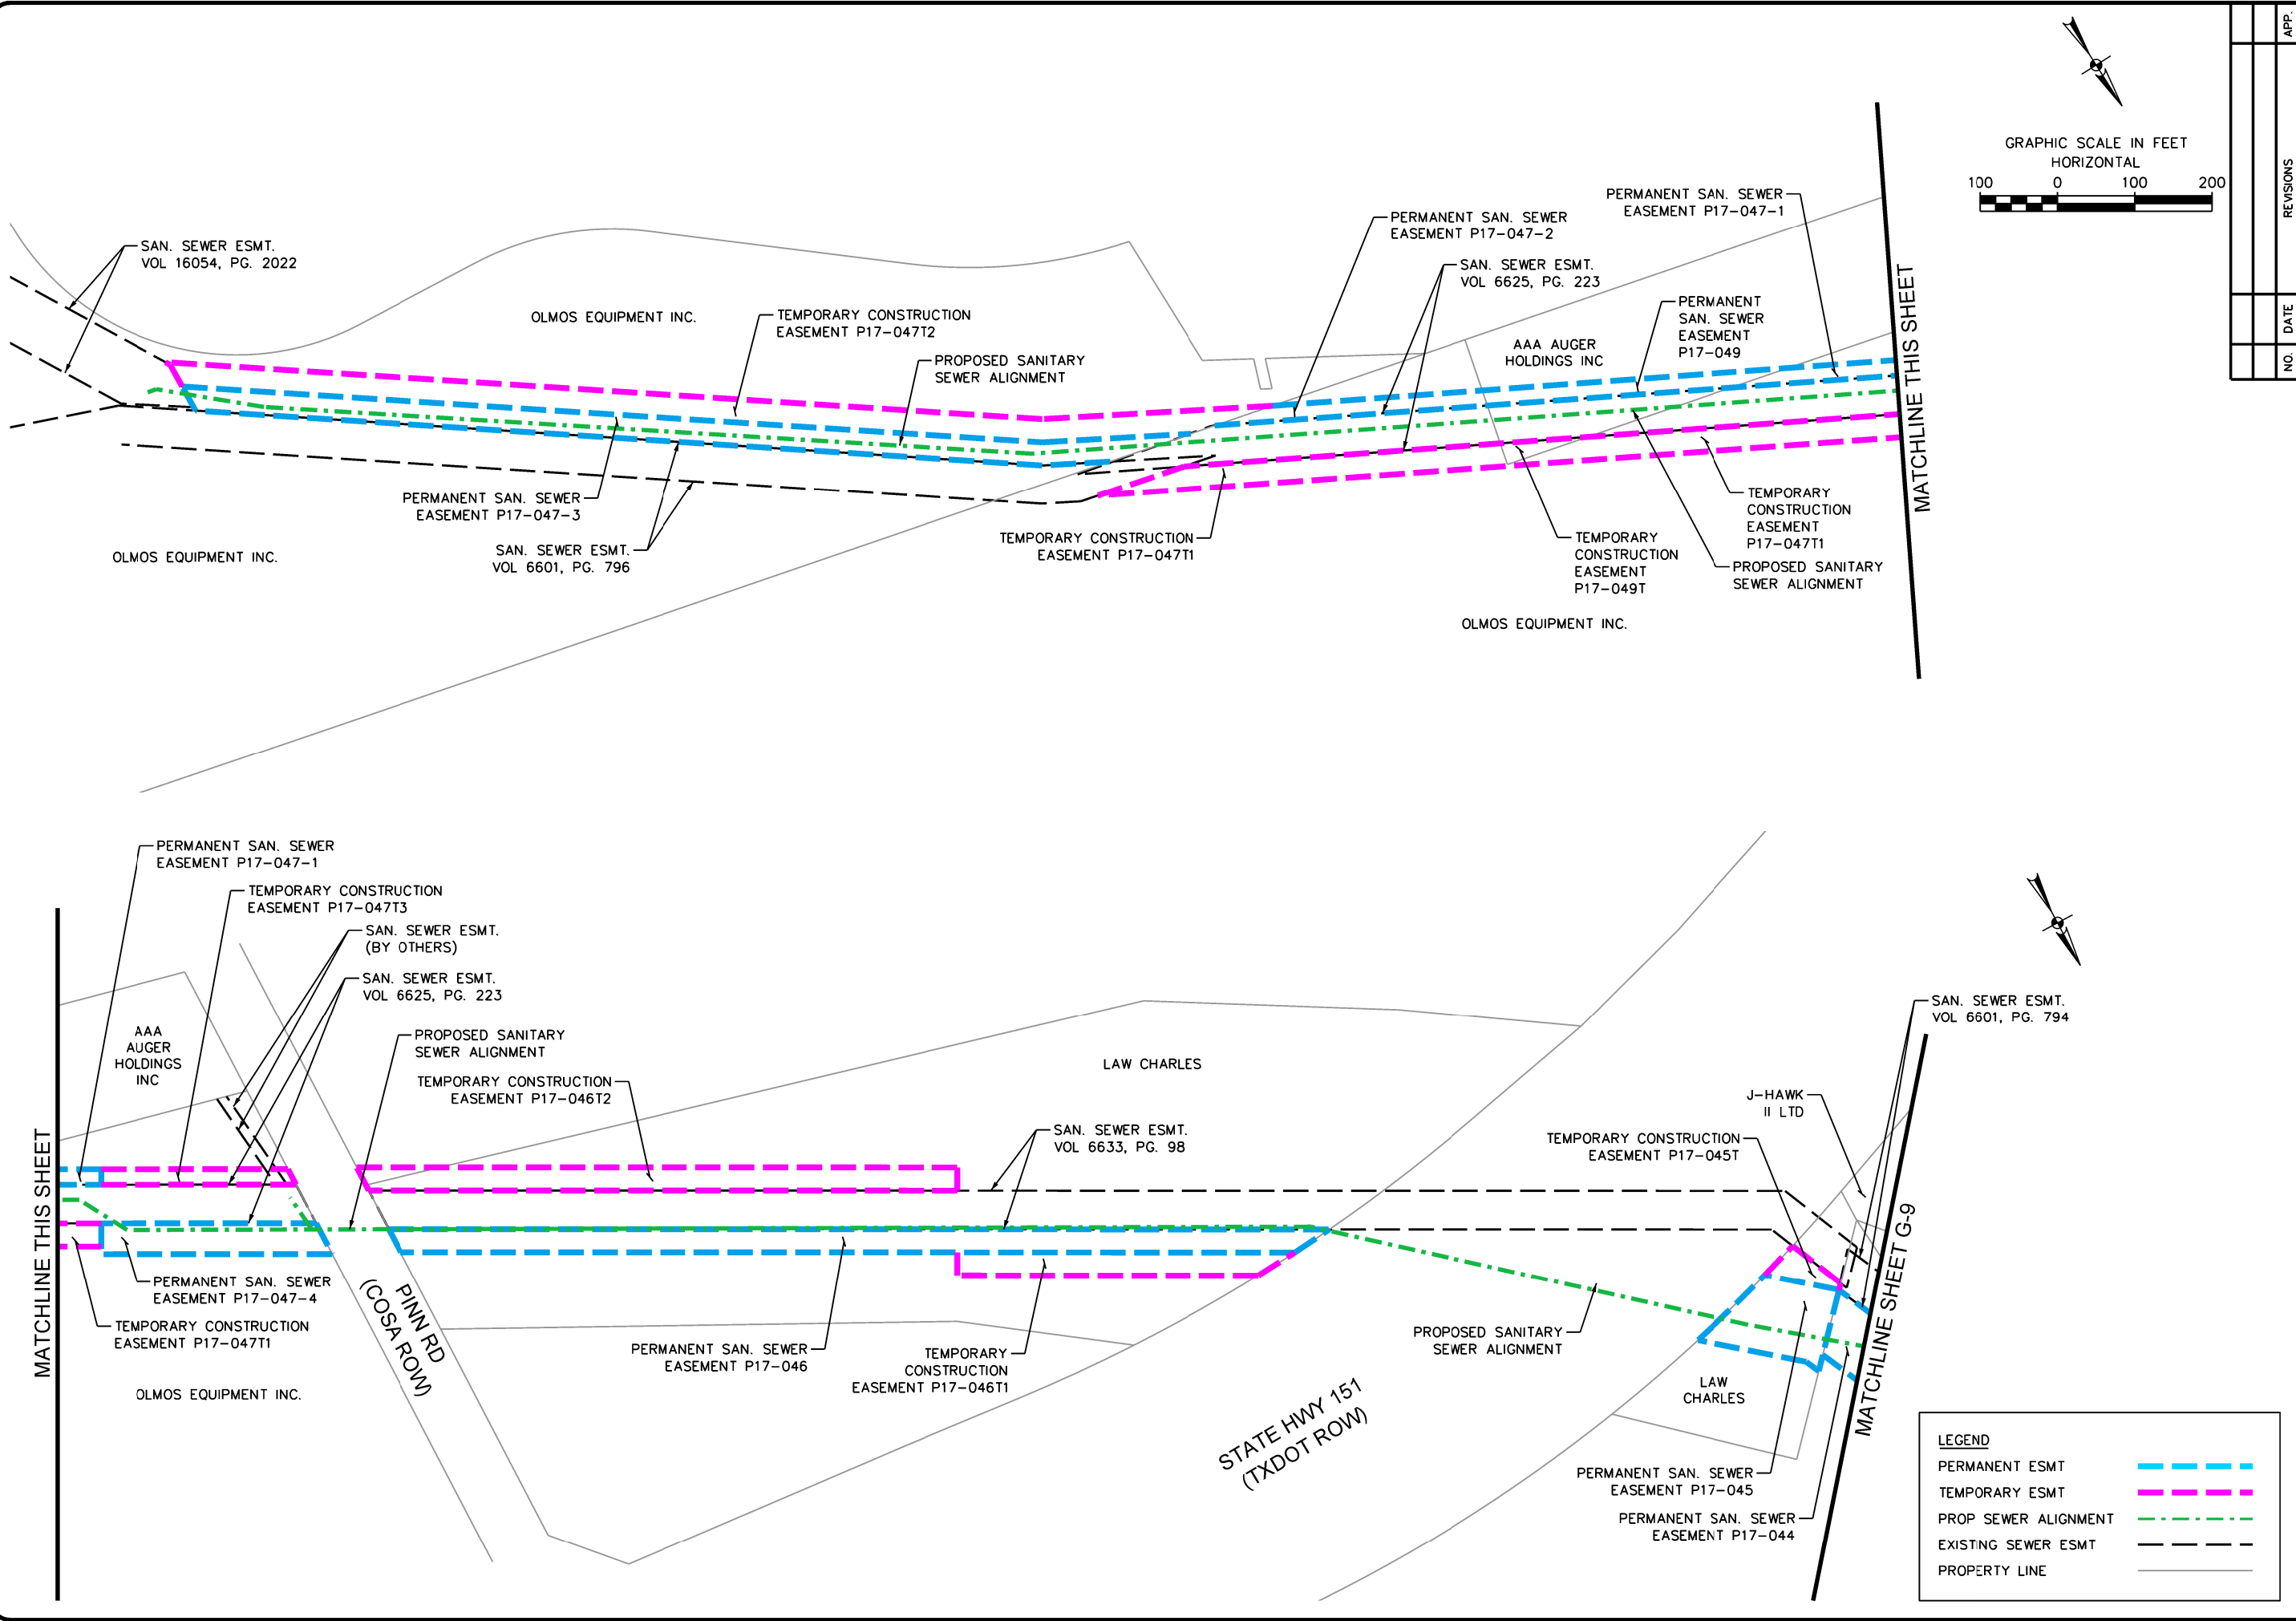 APP.
REVISIONS
DATE
NO.
GRAPHIC SCALE IN FEET
HORIZONTAL
100 0 100 200
SAN. SEWER ESMT.
VOL 16054, PG. 2022
OLMOS EQUIPMENT INC.
TEMPORARY CONSTRUCTION
EASEMENT P17-047T2
PROPOSED SANITARY
SEWER ALIGNMENT
PERMANENT SAN. SEWER
EASEMENT P17-047-2
SAN. SEWER ESMT.
VOL 6625, PG. 223
PERMANENT SAN. SEWER
EASEMENT P17-047-1
PERMANENT
SAN. SEWER
EASEMENT
P17-049
AAA AUGER
HOLDINGS INC
MATCHLINE THIS SHEET
PERMANENT SAN. SEWER
EASEMENT P17-047-3
SAN. SEWER ESMT.
VOL 6601, PG. 796
OLMOS EQUIPMENT INC.
TEMPORARY CONSTRUCTION
EASEMENT P17-047T1
TEMPORARY
CONSTRUCTION
EASEMENT
P17-049T
TEMPORARY
CONSTRUCTION
EASEMENT
P17-047T1
PROPOSED SANITARY
SEWER ALIGNMENT
OLMOS EQUIPMENT INC.
PERMANENT SAN. SEWER
EASEMENT P17-047-1
TEMPORARY CONSTRUCTION
EASEMENT P17-047T3
SAN. SEWER ESMT.
(BY OTHERS)
SAN. SEWER ESMT.
VOL 6625, PG. 223
PROPOSED SANITARY
SEWER ALIGNMENT
AAA
AUGER
HOLDINGS
INC
TEMPORARY CONSTRUCTION
EASEMENT P17-046T2
LAW CHARLES
SAN. SEWER ESMT.
VOL 6633, PG. 98
SAN. SEWER ESMT.
VOL 6601, PG. 794
J-HAWK
II LTD
TEMPORARY CONSTRUCTION
EASEMENT P17-045T
MATCHLINE THIS SHEET
PERMANENT SAN. SEWER
EASEMENT P17-047-4
TEMPORARY CONSTRUCTION
EASEMENT P17-047T1
OLMOS EQUIPMENT INC.
PINN RD
(COSA ROW)
PERMANENT SAN. SEWER
EASEMENT P17-046
TEMPORARY
CONSTRUCTION
EASEMENT P17-046T1
PROPOSED SANITARY
SEWER ALIGNMENT
STATE HWY 151
(TXDOT ROW)
LAW
CHARLES
MATCHLINE SHEET G-9
PERMANENT SAN. SEWER
EASEMENT P17-045
PERMANENT SAN. SEWER
EASEMENT P17-044
LEGEND
PERMANENT ESMT
TEMPORARY ESMT
PROP SEWER ALIGNMENT
EXISTING SEWER ESMT
PROPERTY LINE